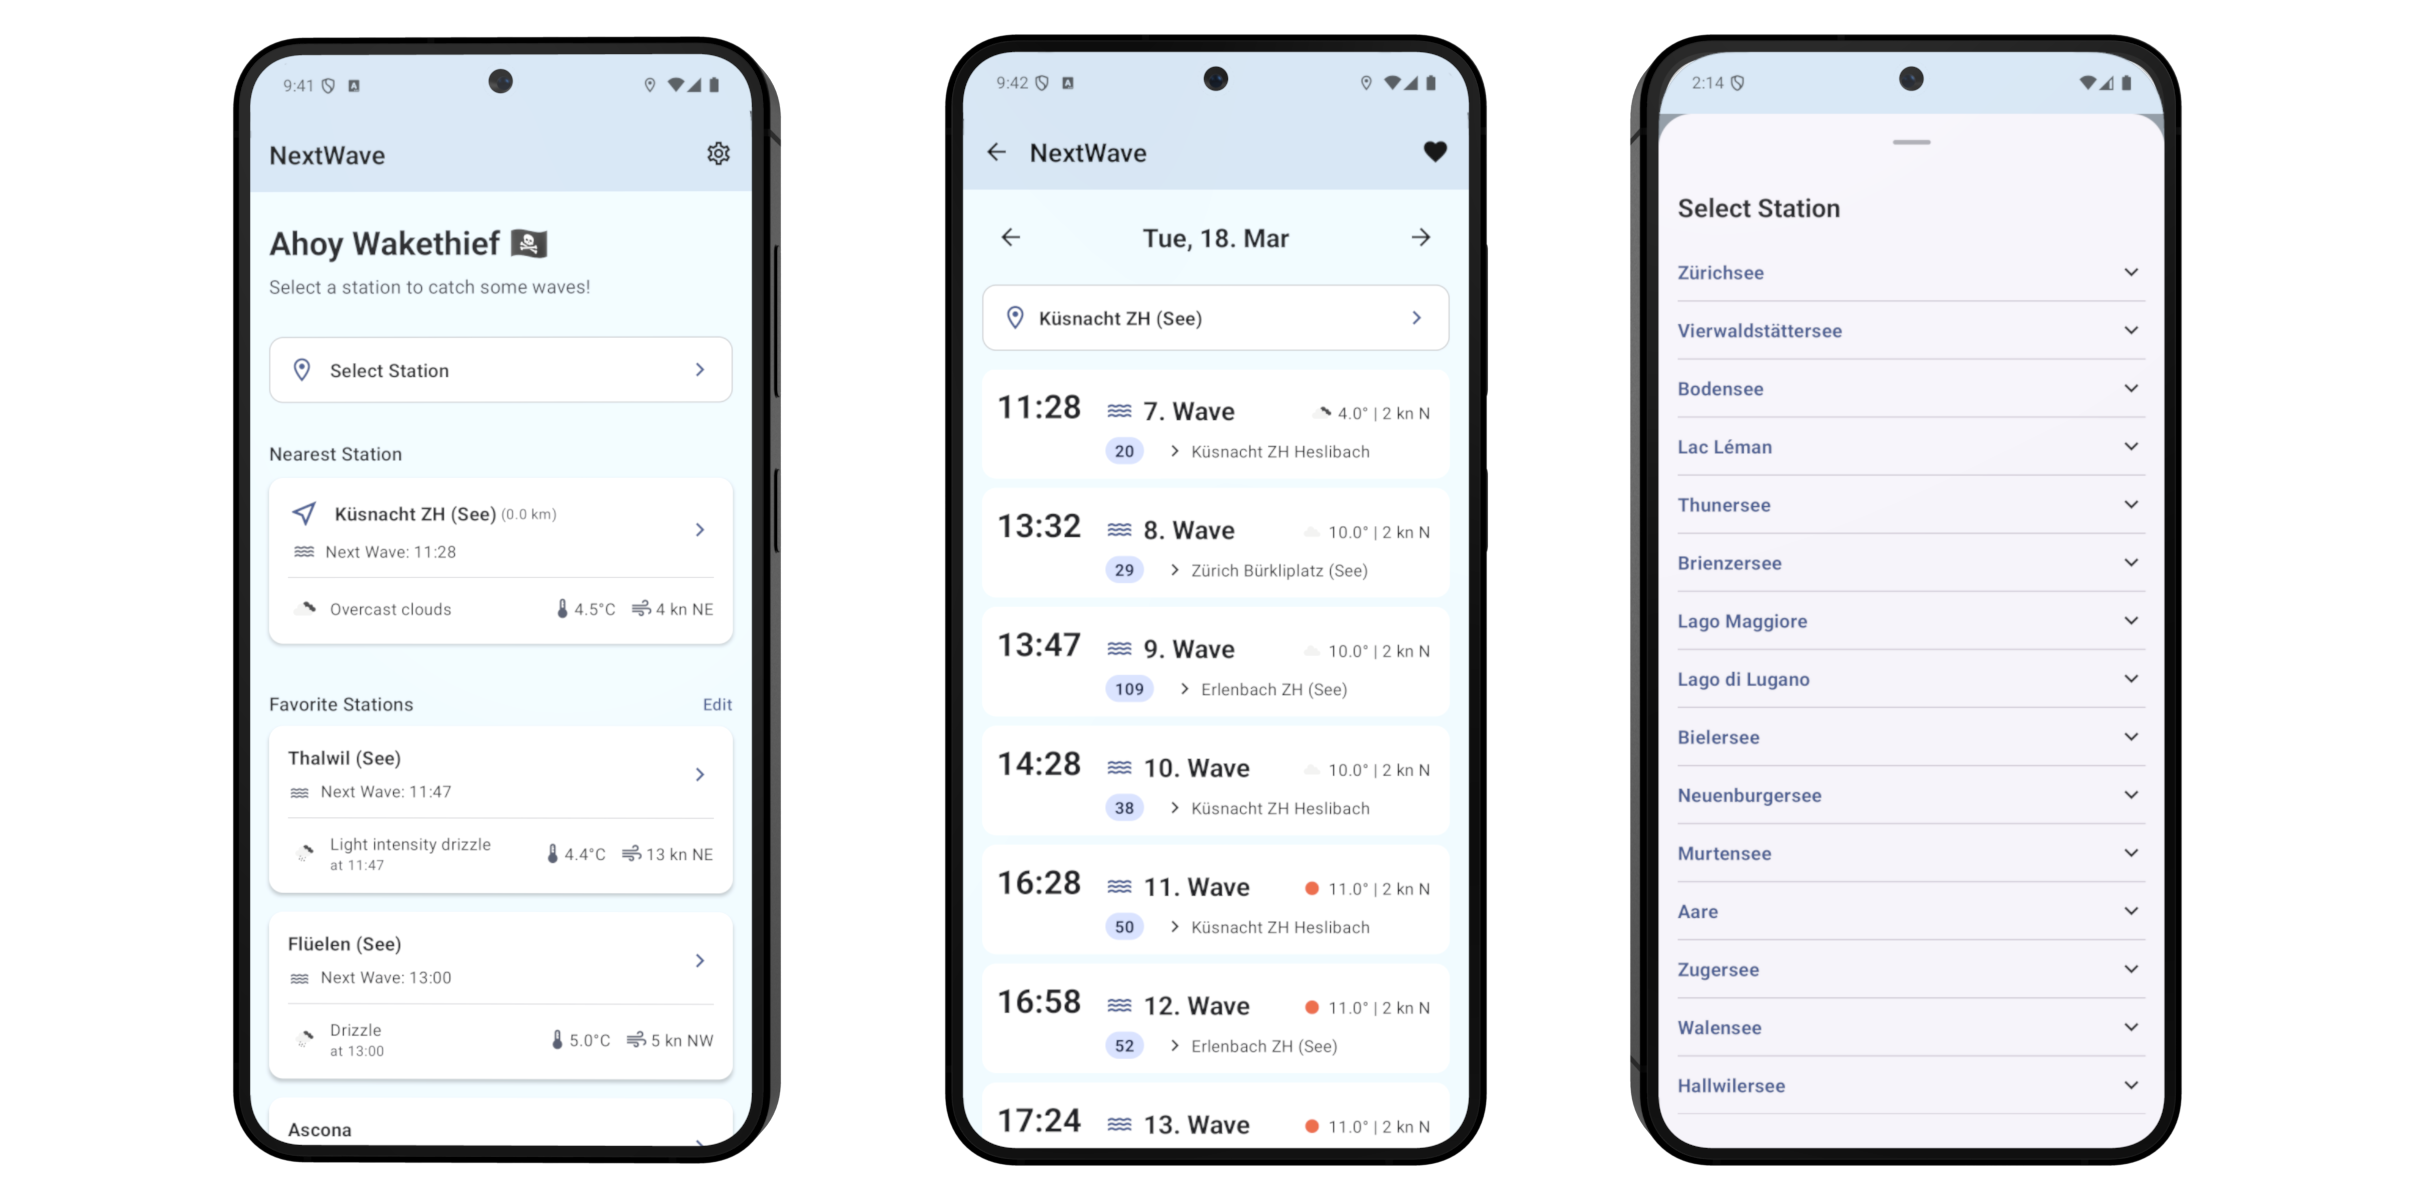 9:41
NextWave
Ahoy Wakethief
Select a station to catch some waves!
Select Station
Nearest Station
Küsnacht ZH (See) (0.0 km)
Next Wave: 11:28
Overcast clouds 4.5°C 4 kn NE
Favorite Stations Edit
Thalwil (See)
Next Wave: 11:47
Light intensity drizzle
at 11:47
4.4°C 13 kn NE
Flüelen (See)
Next Wave: 13:00
Drizzle
at 13:00
5.0°C 5 kn NW
Ascona
9:42
NextWave
Tue, 18. Mar
Küsnacht ZH (See)
11:28 7. Wave 4.0° | 2 kn N
20 Küsnacht ZH Heslibach
13:32 8. Wave 10.0° | 2 kn N
29 Zürich Bürkliplatz (See)
13:47 9. Wave 10.0° | 2 kn N
109 Erlenbach ZH (See)
14:28 10. Wave 10.0° | 2 kn N
38 Küsnacht ZH Heslibach
16:28 11. Wave 11.0° | 2 kn N
50 Küsnacht ZH Heslibach
16:58 12. Wave 11.0° | 2 kn N
52 Erlenbach ZH (See)
17:24 13. Wave 11.0° | 2 kn N
2:14
Select Station
Zürichsee
Vierwaldstättersee
Bodensee
Lac Léman
Thunersee
Brienzersee
Lago Maggiore
Lago di Lugano
Bielersee
Neuenburgersee
Murtensee
Aare
Zugersee
Walensee
Hallwilersee